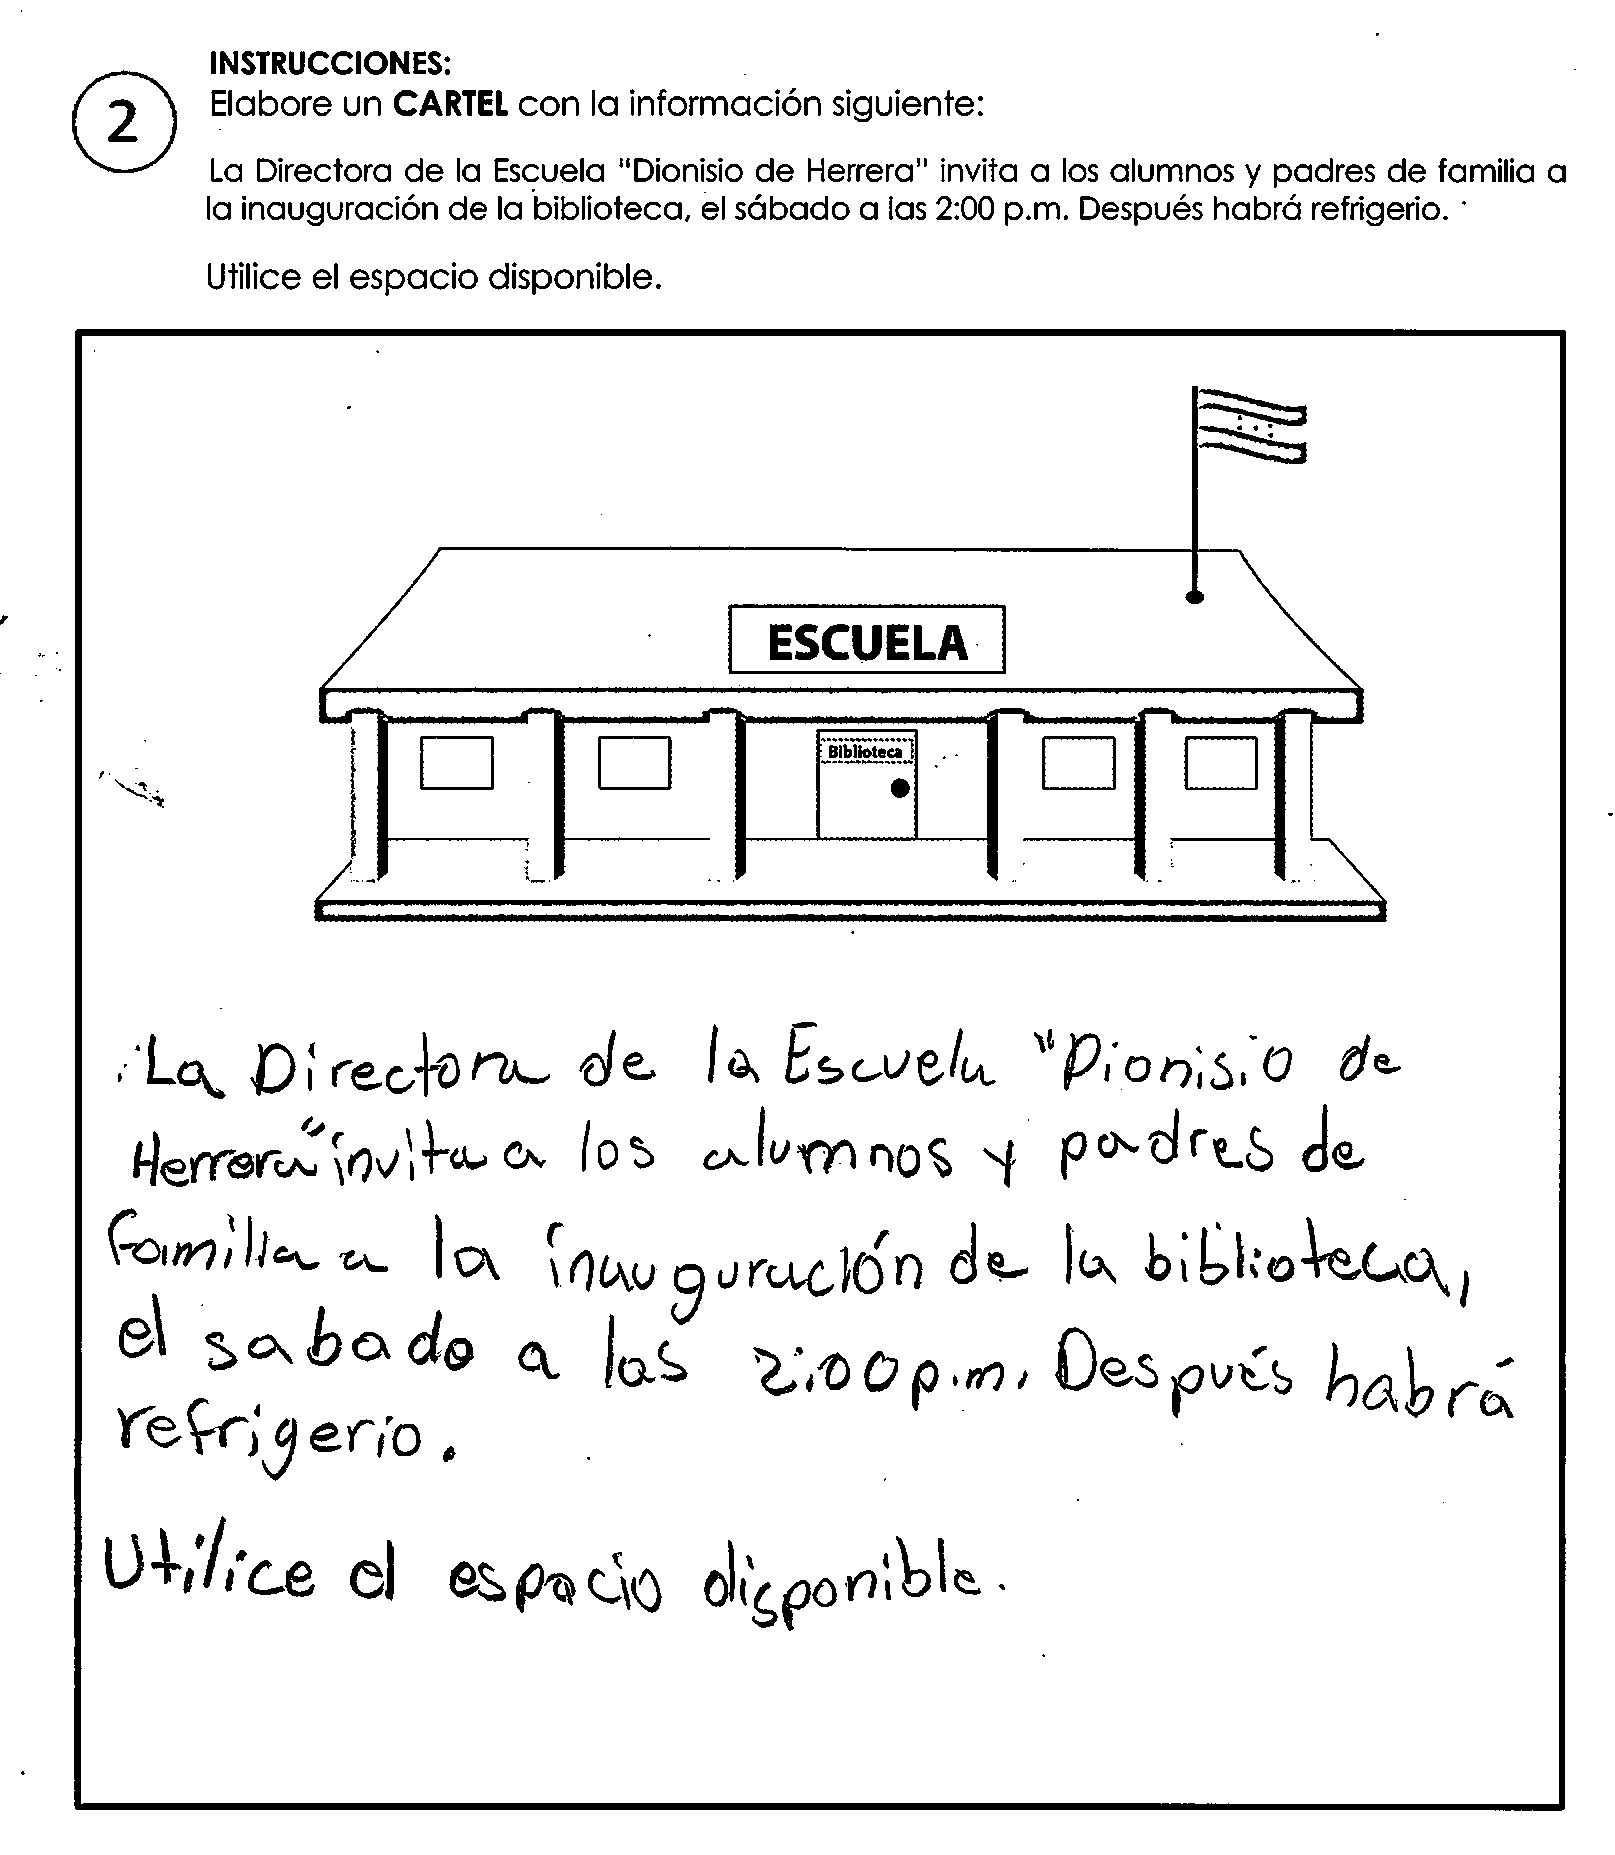 INSTRUCCIONES:
2
Elabore un CARTEL con la información siguiente:
La Directora de la Escuela "Dionisio de Herrera" invita a los alumnos y padres de familia a
la inauguración de la biblioteca, el sábado a las 2:00 p.m. Después habrá refrigerio.
Utilice el espacio disponible.
ESCUELA
Biblioteca
La Directora de la Escuela "Dionisio de
Herrera" invita a los alumnos y padres de
familia a la inauguración de la biblioteca,
el sabado a las 2:00 p.m. Después habrá
refrigerio.
Utilice el espacio disponible.